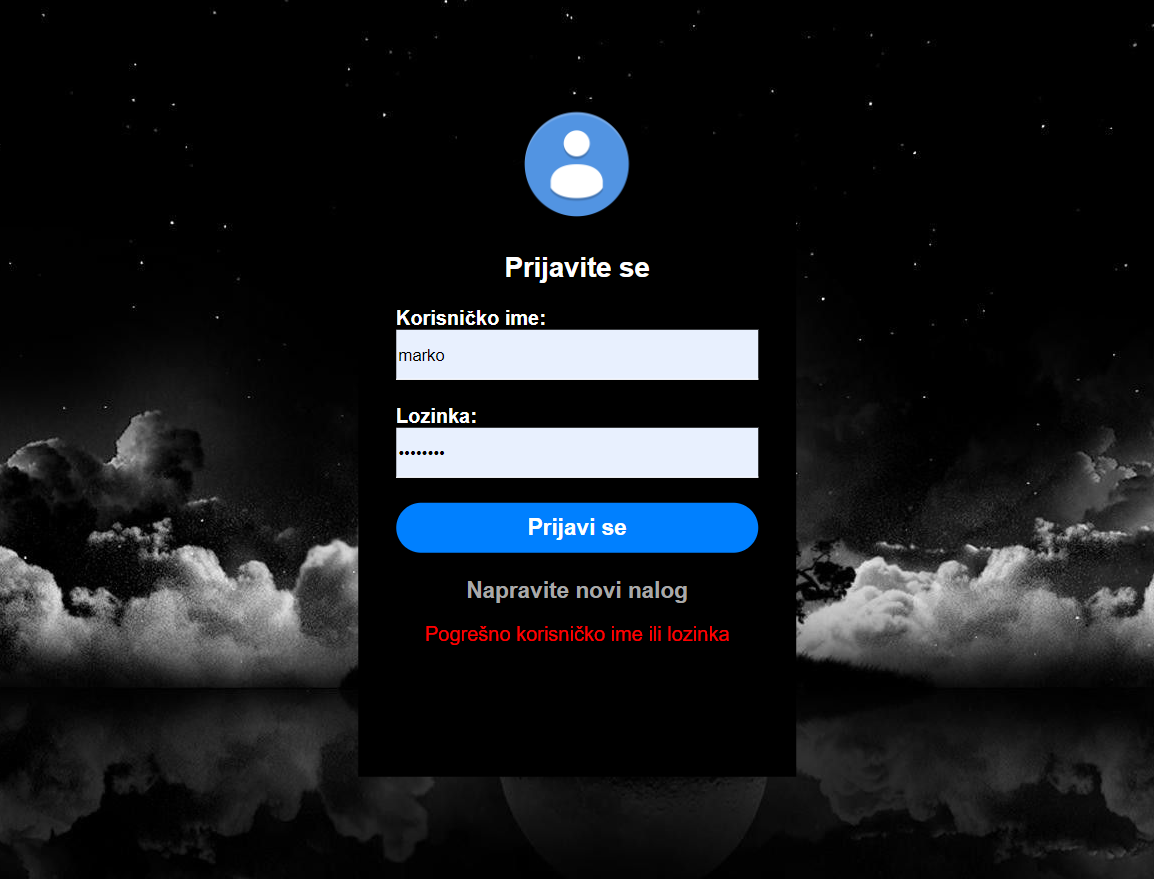 Prijavite se
Korisničko ime:
marko
Lozinka:
••••••••
Prijavi se
Napravite novi nalog
Pogrešno korisničko ime ili lozinka